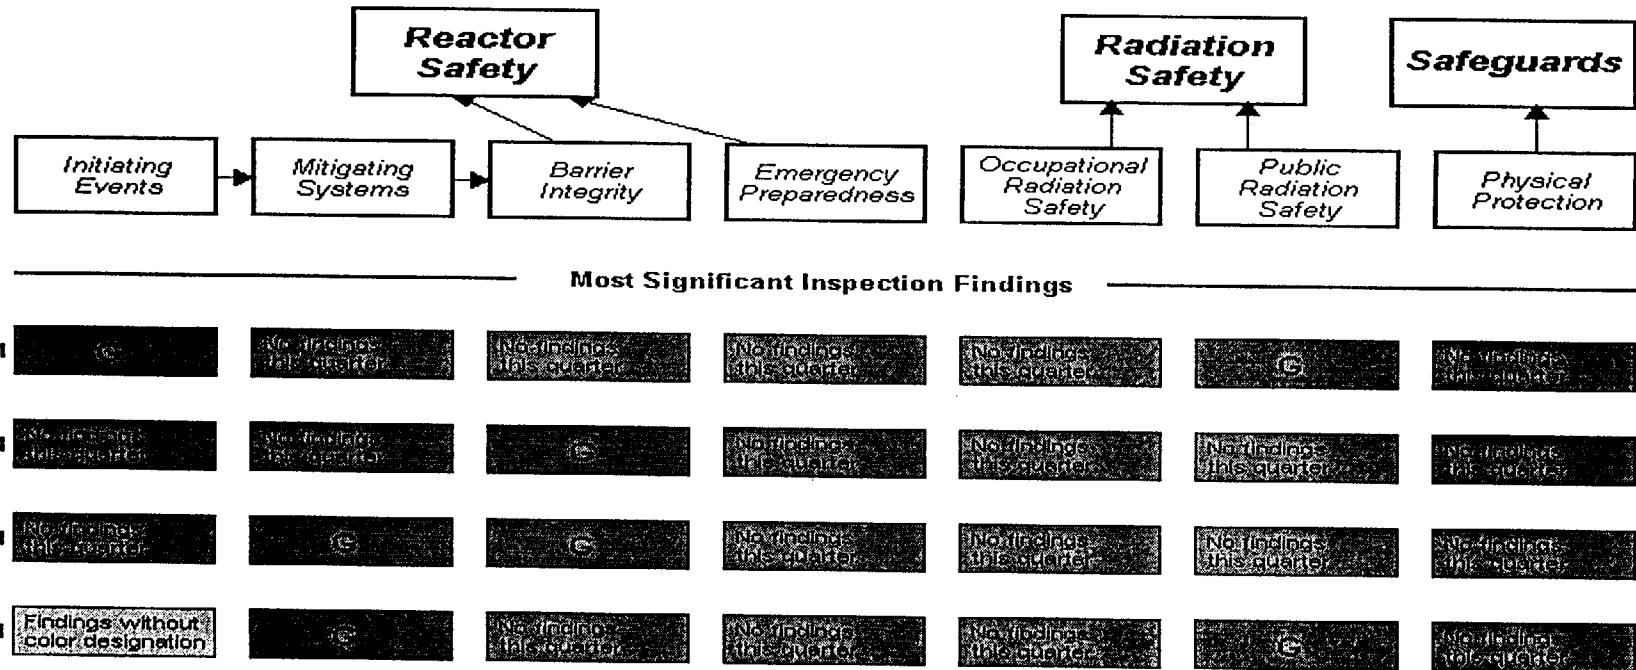 Reactor
Safety
Radiation
Safety
Safeguards
Initiating
Events
Mitigating
Systems
Barrier
Integrity
Emergency
Preparedness
Occupational
Radiation
Safety
Public
Radiation
Safety
Physical
Protection
Most Significant Inspection Findings
G
No findings
this quarter
No findings
this quarter
No findings
this quarter
No findings
this quarter
G
No findings
this quarter
No findings
this quarter
No findings
this quarter
G
No findings
this quarter
No findings
this quarter
No findings
this quarter
No findings
this quarter
No findings
this quarter
G
G
No findings
this quarter
No findings
this quarter
No findings
this quarter
No findings
this quarter
Findings without
color designation
G
No findings
this quarter
No findings
this quarter
No findings
this quarter
G
No findings
this quarter